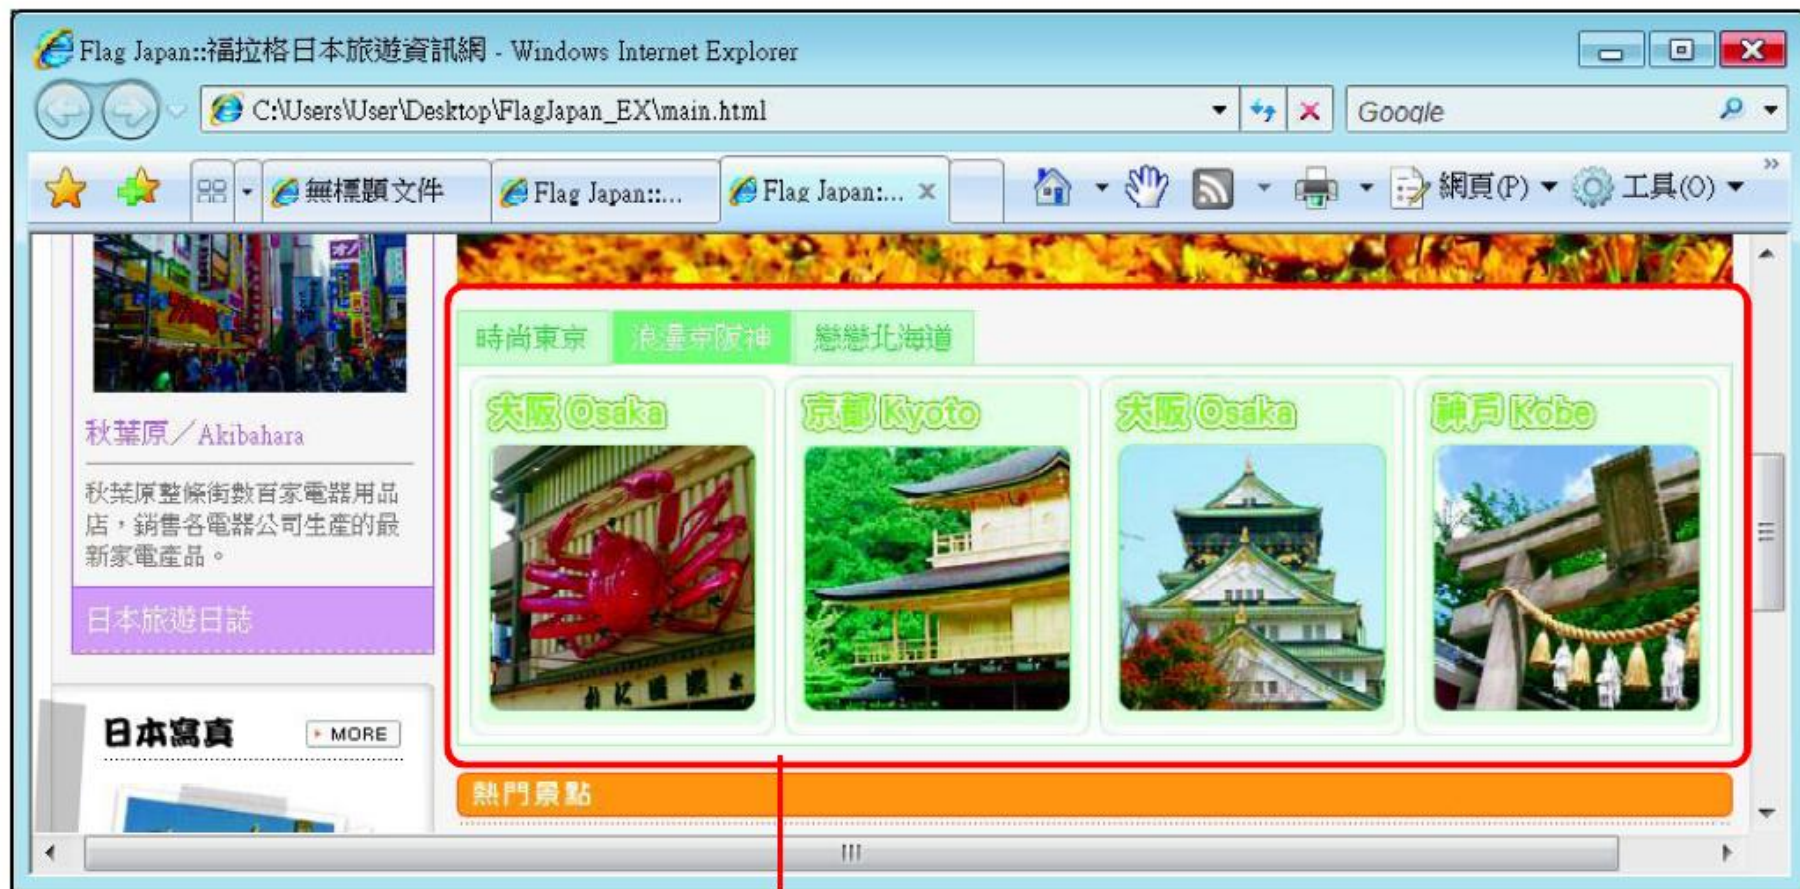 Flag Japan::福拉格日本旅遊資訊網 - Windows Internet Explorer
C:\Users\User\Desktop\FlagJapan_EX\main.html
Google
無標題文件
Flag Japan::...
Flag Japan:...
網頁(P)
工具(O)
時尚東京
浪漫京阪神
戀戀北海道
大阪 Osaka
京都 Kyoto
大阪 Osaka
神戶 Kobe
秋葉原／Akibahara
秋葉原整條街數百家電器用品
店，銷售各電器公司生產的最
新家電產品。
日本旅遊日誌
日本寫真
MORE
熱門景點